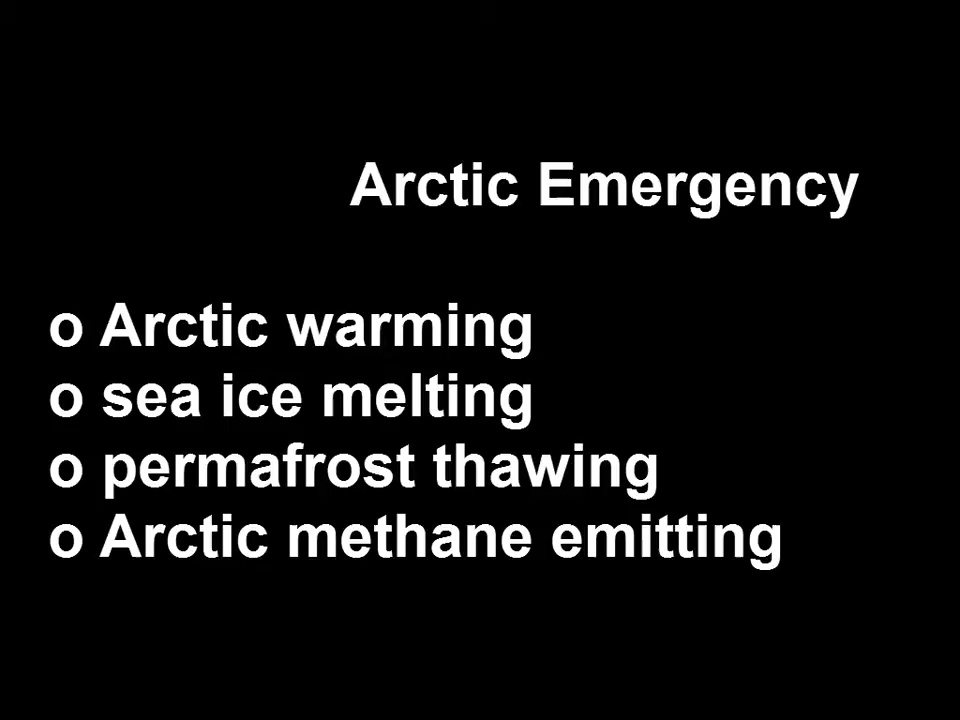 Arctic Emergency
o Arctic warming
o sea ice melting
o permafrost thawing
o Arctic methane emitting